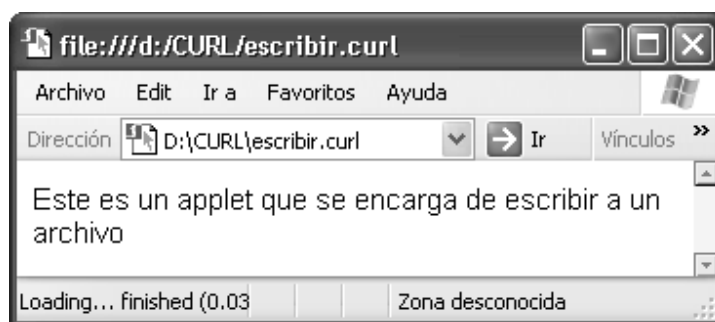 file:///d:/CURL/escribir.curl
Archivo Edit Ir a Favoritos Ayuda
Dirección D:\CURL\escribir.curl Ir Vínculos »
Este es un applet que se encarga de escribir a un
archivo
Loading... finished (0.03 Zona desconocida